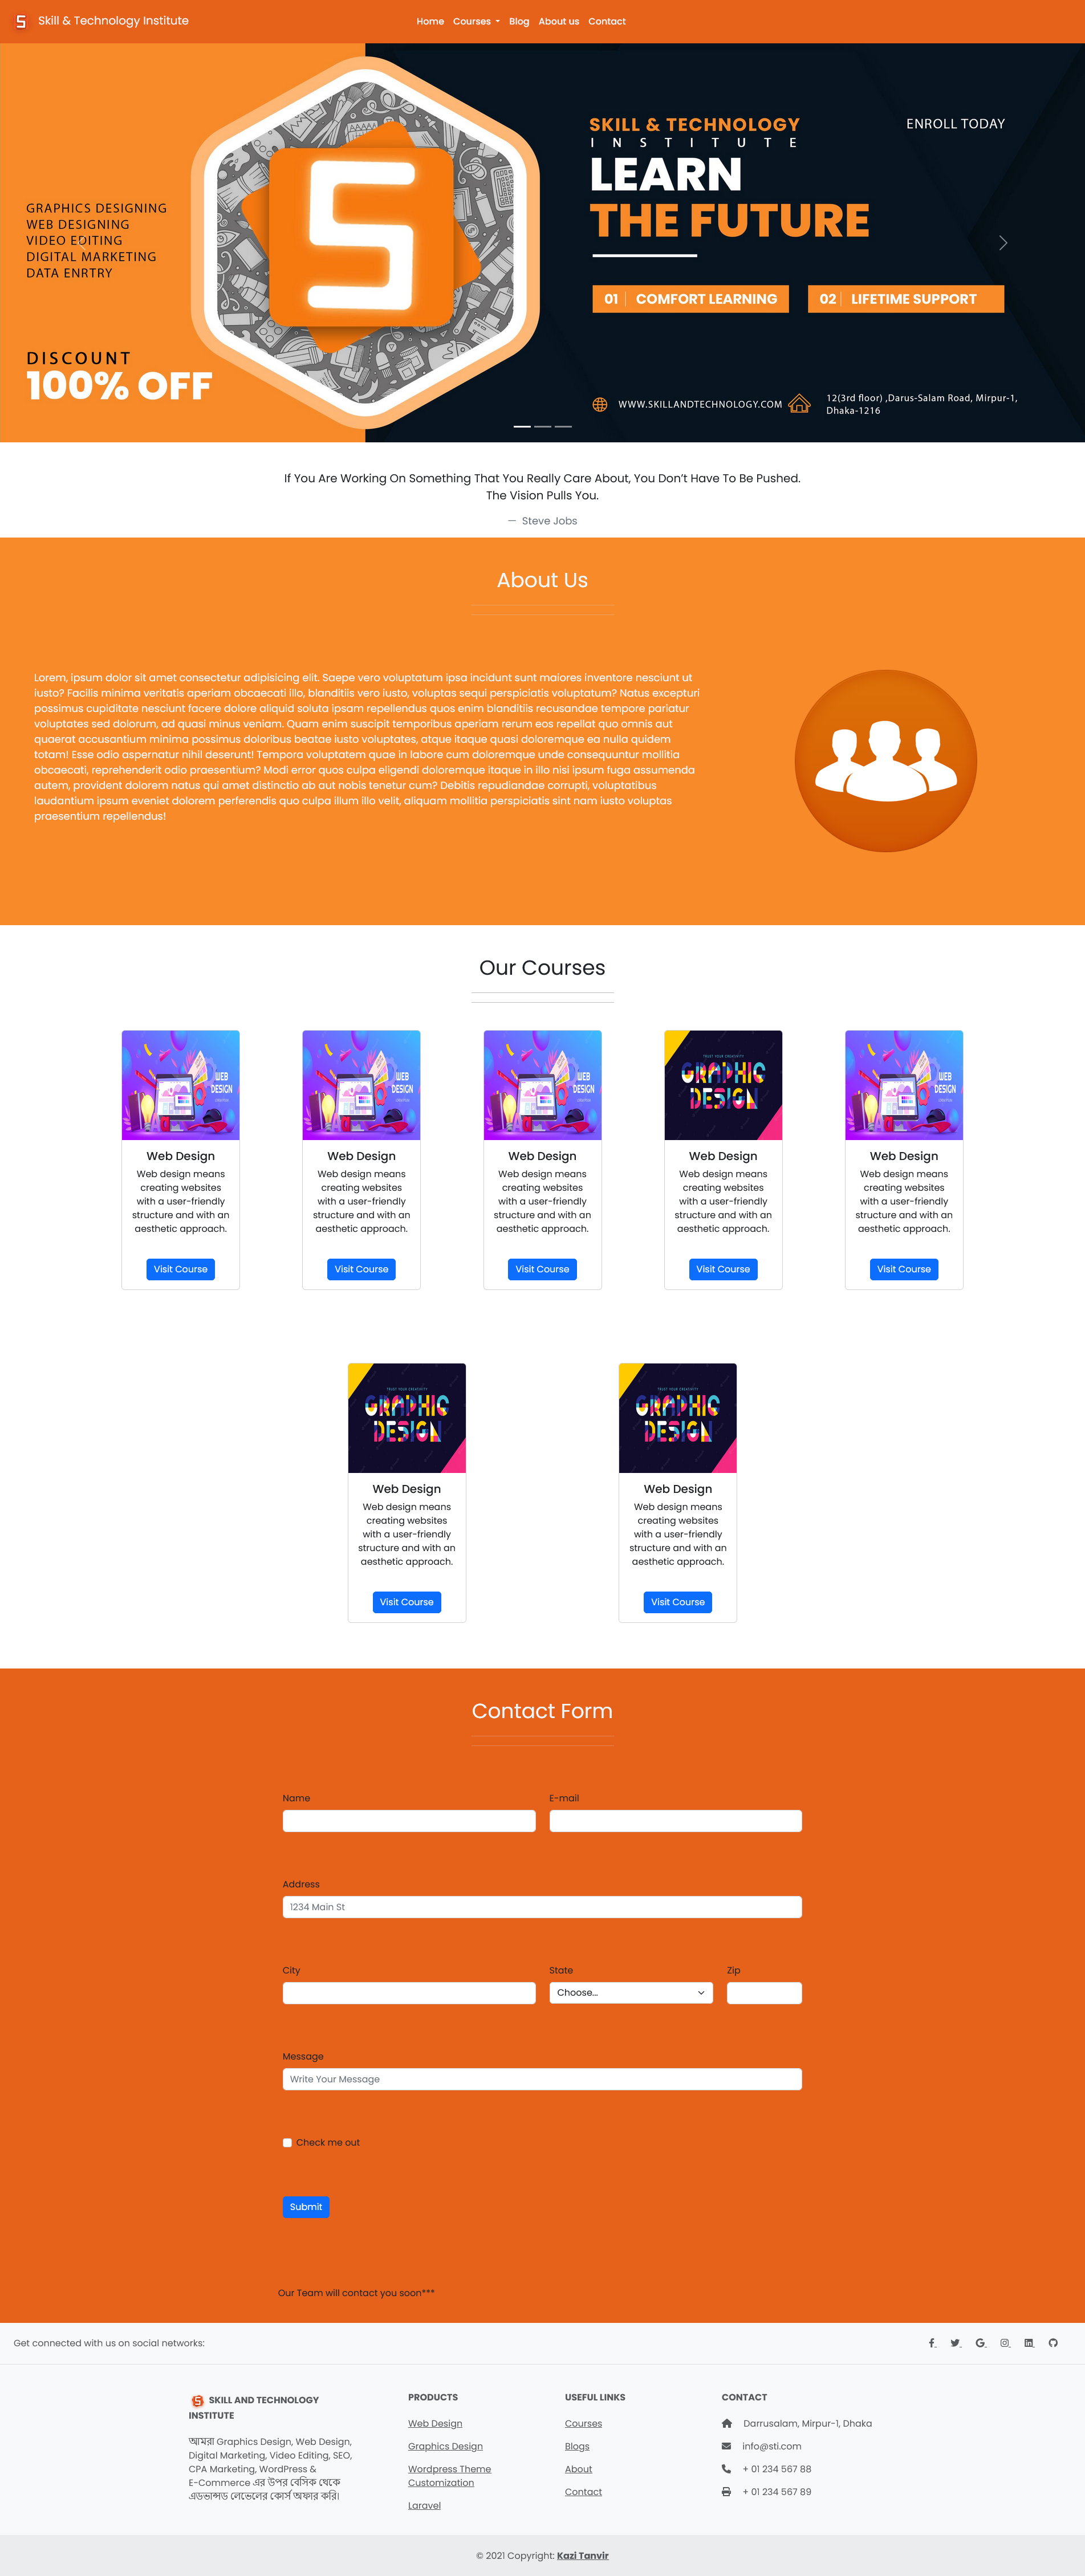 Skill & Technology Institute
Home Courses Blog About us Contact
GRAPHICS DESIGNING
WEB DESIGNING
VIDEO EDITING
DIGITAL MARKETING
DATA ENRTRY
DISCOUNT
100% OFF
SKILL & TECHNOLOGY
INSTITUTE
ENROLL TODAY
LEARN
THE FUTURE
01 COMFORT LEARNING
02 LIFETIME SUPPORT
WWW.SKILLANDTECHNOLOGY.COM
12(3rd floor) ,Darus-Salam Road, Mirpur-1,
Dhaka-1216
If You Are Working On Something That You Really Care About, You Don’t Have To Be Pushed.
The Vision Pulls You.
— Steve Jobs
About Us
Lorem, ipsum dolor sit amet consectetur adipisicing elit. Saepe vero voluptatum ipsa incidunt sunt maiores inventore nesciunt ut
iusto? Facilis minima veritatis aperiam obcaecati illo, blanditiis vero iusto, voluptas sequi perspiciatis voluptatum? Natus excepturi
possimus cupiditate nesciunt facere dolore aliquid soluta ipsam repellendus quos enim blanditiis recusandae tempore pariatur
voluptates sed dolorum, ad quasi minus veniam. Quam enim suscipit temporibus aperiam rerum eos repellat quo omnis aut
quaerat accusantium minima possimus doloribus beatae iusto voluptates, atque itaque quasi doloremque ea nulla quidem
totam! Esse odio aspernatur nihil deserunt! Tempora voluptatem quae in labore cum doloremque unde consequuntur mollitia
obcaecati, reprehenderit odio praesentium? Modi error quos culpa eligendi doloremque itaque in illo nisi ipsum fuga assumenda
autem, provident dolorem natus qui amet distinctio ab aut nobis tenetur cum? Debitis repudiandae corrupti, voluptatibus
laudantium ipsum eveniet dolorem perferendis quo culpa illum illo velit, aliquam mollitia perspiciatis sint nam iusto voluptas
praesentium repellendus!
Our Courses
WEB
DESIGN
Web Design
Web design means
creating websites
with a user-friendly
structure and with an
aesthetic approach.
Visit Course
WEB
DESIGN
Web Design
Web design means
creating websites
with a user-friendly
structure and with an
aesthetic approach.
Visit Course
WEB
DESIGN
Web Design
Web design means
creating websites
with a user-friendly
structure and with an
aesthetic approach.
Visit Course
TRUST YOUR CREATIVITY
GRAPHIC
DESIGN
Web Design
Web design means
creating websites
with a user-friendly
structure and with an
aesthetic approach.
Visit Course
WEB
DESIGN
Web Design
Web design means
creating websites
with a user-friendly
structure and with an
aesthetic approach.
Visit Course
TRUST YOUR CREATIVITY
GRAPHIC
DESIGN
Web Design
Web design means
creating websites
with a user-friendly
structure and with an
aesthetic approach.
Visit Course
TRUST YOUR CREATIVITY
GRAPHIC
DESIGN
Web Design
Web design means
creating websites
with a user-friendly
structure and with an
aesthetic approach.
Visit Course
Contact Form
Name E-mail
Address
1234 Main St
City State Zip
Choose...
Message
Write Your Message
Check me out
Submit
Our Team will contact you soon***
Get connected with us on social networks:
SKILL AND TECHNOLOGY
INSTITUTE
আমরা Graphics Design, Web Design,
Digital Marketing, Video Editing, SEO,
CPA Marketing, WordPress &
E-Commerce এর উপর বেসিক থেকে
এডভান্সড লেভেলের কোর্স অফার করি।
PRODUCTS
Web Design
Graphics Design
Wordpress Theme
Customization
Laravel
USEFUL LINKS
Courses
Blogs
About
Contact
CONTACT
Darrusalam, Mirpur-1, Dhaka
info@sti.com
+ 01 234 567 88
+ 01 234 567 89
© 2021 Copyright: Kazi Tanvir